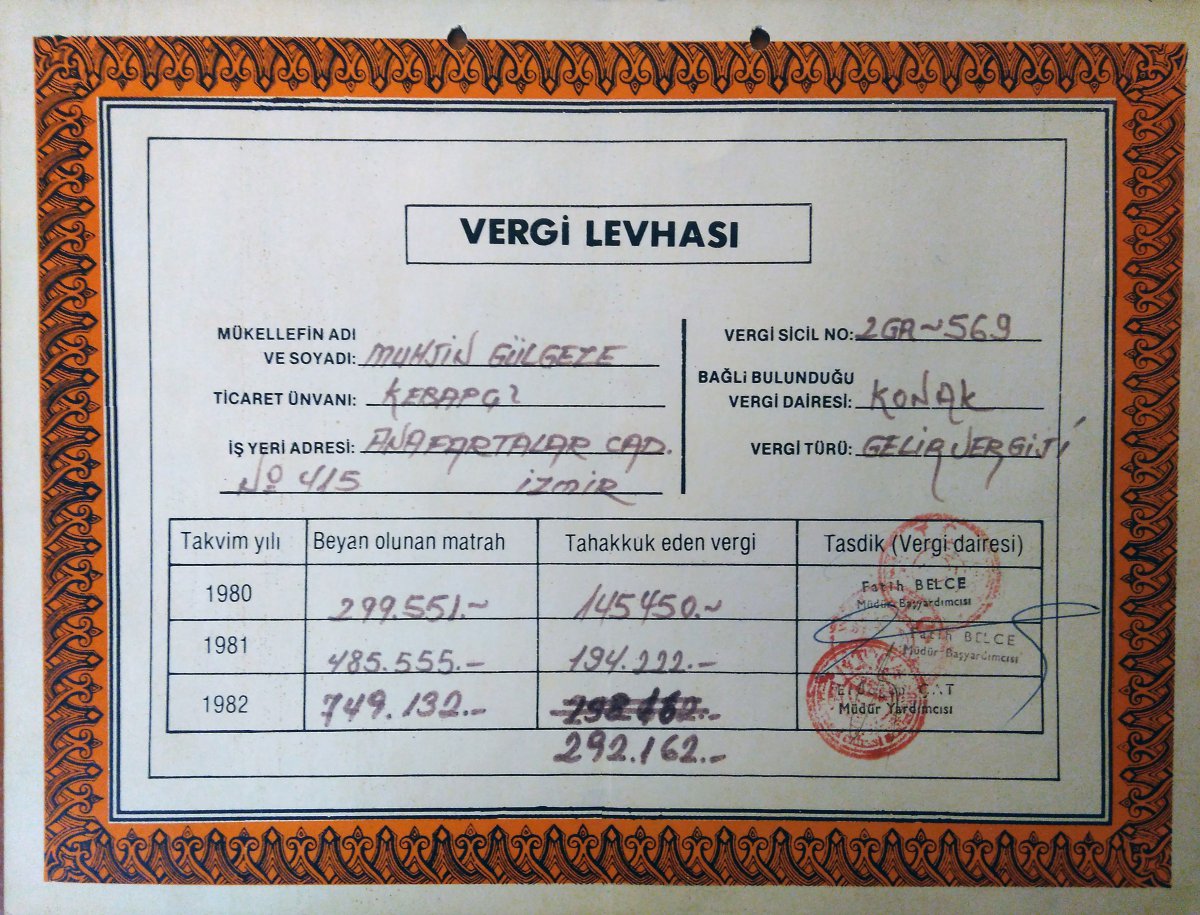 VERGİ LEVHASI
MÜKELLEFİN ADI
VE SOYADI: MUHSİN GÜLGEZE
TİCARET ÜNVANI: KEBAPÇI
İŞ YERİ ADRESİ: ANAFARTALAR CAD.
No 415 İZMİR
VERGİ SİCİL NO: 2GR~569
BAĞLİ BULUNDUĞU
VERGİ DAİRESİ: KONAK
VERGİ TÜRÜ: GELİR VERGİSİ
Takvim yılı Beyan olunan matrah Tahakkuk eden vergi Tasdik (Vergi dairesi)
1980 299.551.~ 145450.~ Fatih BELCE
Müdür Başyardımcısı
1981 485.555.- 194.222.- Fatih BELCE
Müdür Başyardımcısı
1982 749.132.-
Müdür Yardımcısı
292.162.-